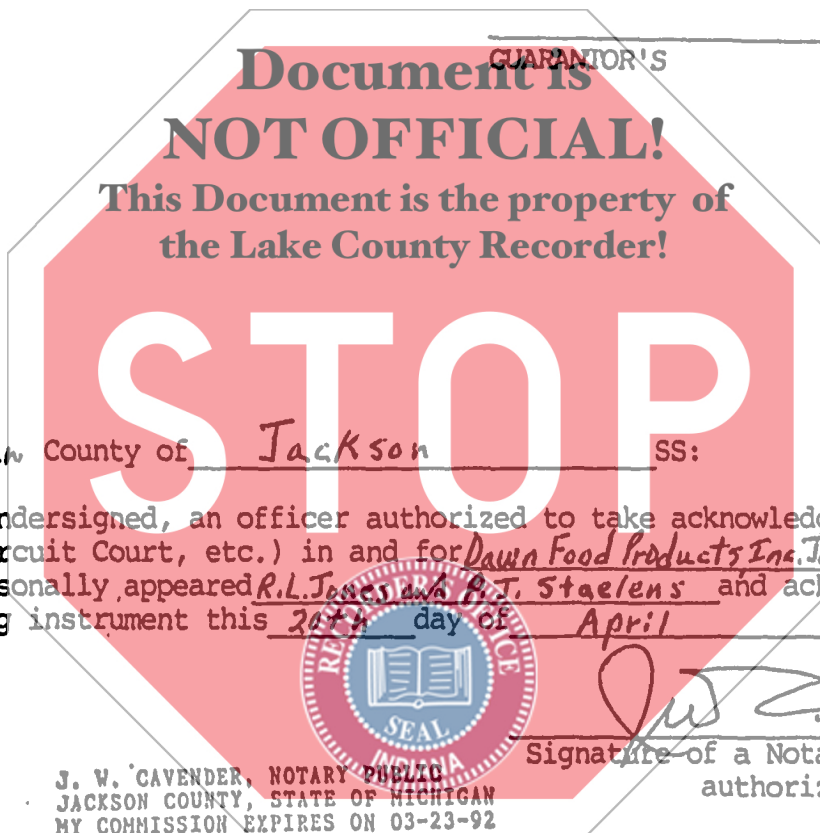 GUARANTOR'S
Document is
NOT OFFICIAL!
This Document is the property of
the Lake County Recorder!
STOP
County of Jackson SS:
ndersigned, an officer authorized to take acknowled
rcuit Court, etc.) in and for Dawn Food Products Inc. J
sonally appeared R.L. Jones and P.J. Staelens and ack
g instrument this 20th day of April
RECORDER'S OFFICE
SEAL
INDIANA
Signature of a Nota
authoriz
J. W. CAVENDER, NOTARY PUBLIC
JACKSON COUNTY, STATE OF MICHIGAN
MY COMMISSION EXPIRES ON 03-23-92